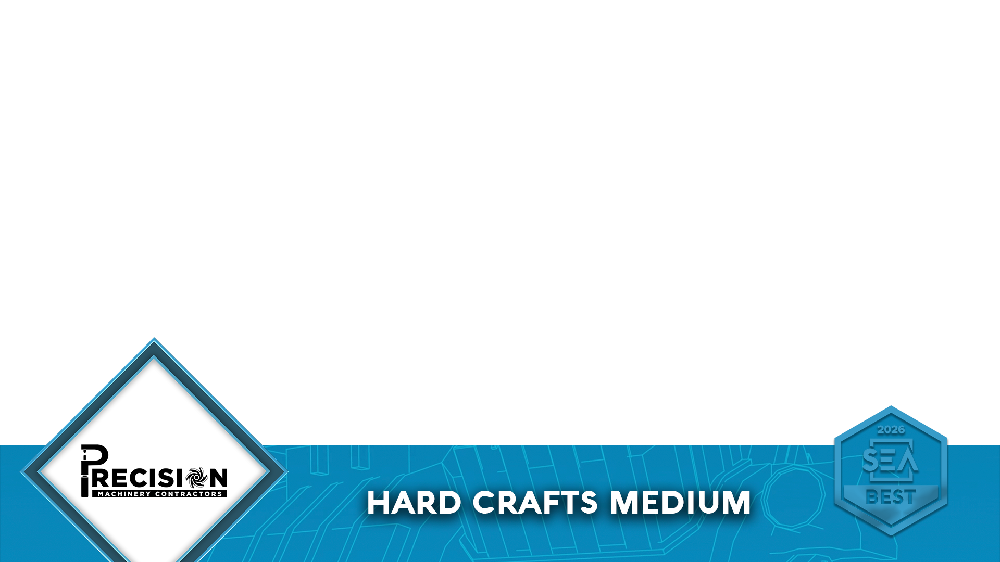 PRECISION
MACHINERY CONTRACTORS
HARD CRAFTS MEDIUM
2026
SEA
BEST